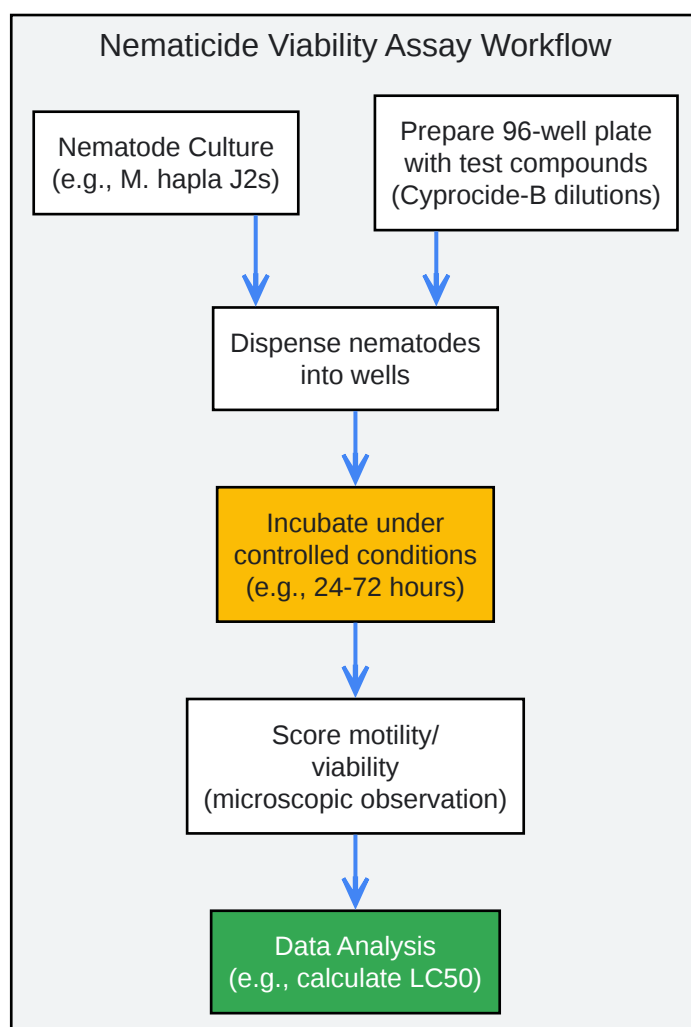 Nematicide Viability Assay Workflow
Nematode Culture
(e.g., M. hapla J2s)
Prepare 96-well plate
with test compounds
(Cyprocide-B dilutions)
Dispense nematodes
into wells
Incubate under
controlled conditions
(e.g., 24-72 hours)
Score motility/
viability
(microscopic observation)
Data Analysis
(e.g., calculate LC50)